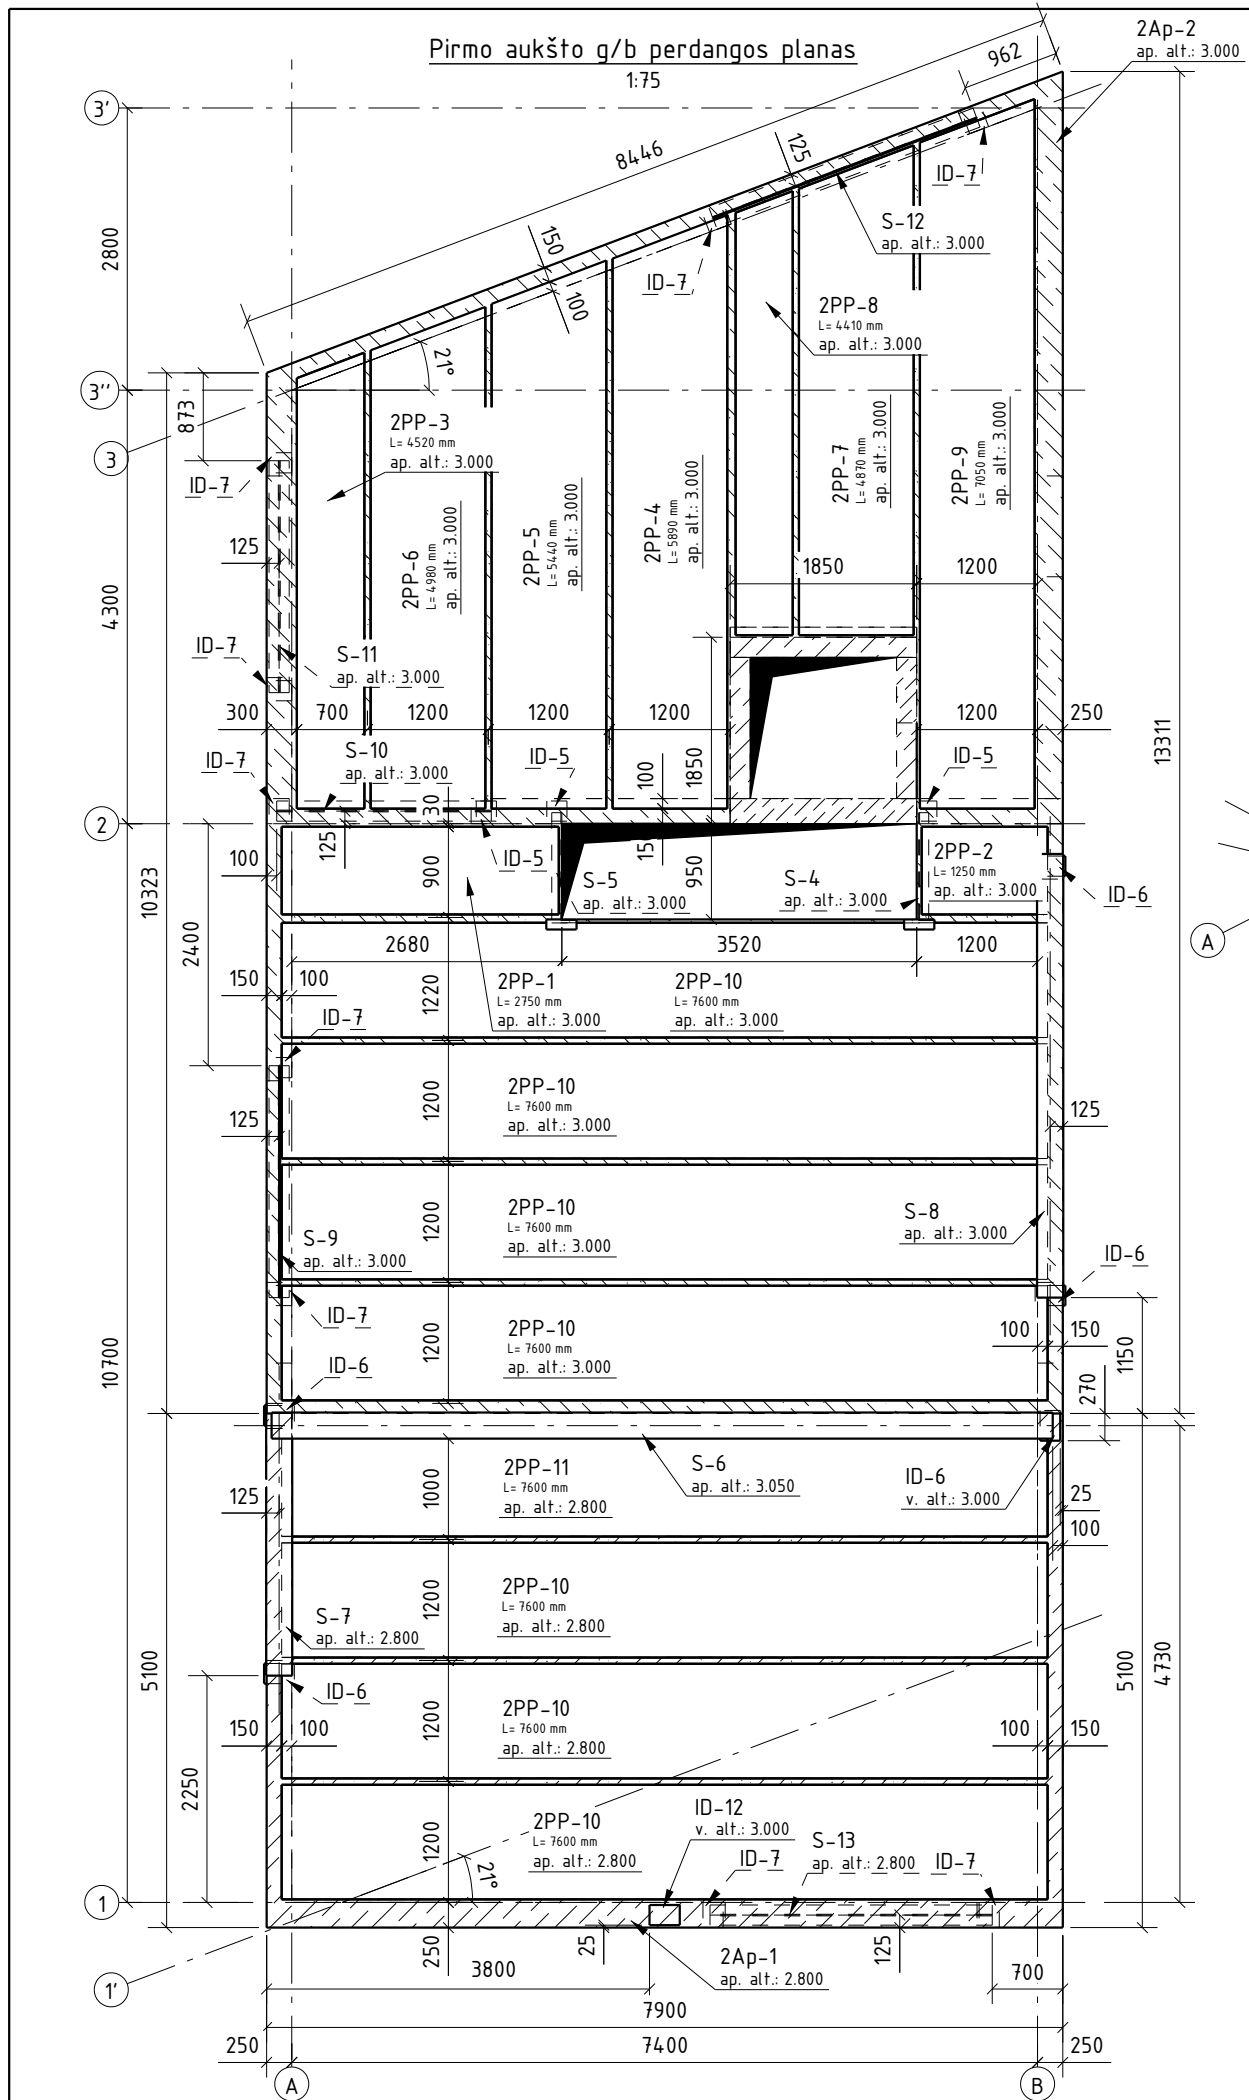 Pirmo aukšto g/b perdangos planas
1:75
2Ap-2
ap. alt.: 3.000
962
8446
125
ID-7
S-12
ap. alt.: 3.000
3'
2800
150
100
ID-7
2PP-8
L= 4410 mm
ap. alt.: 3.000
21°
3''
873
3
2PP-3
L= 4520 mm
ap. alt.: 3.000
ID-7
2PP-6
L= 4980 mm
ap. alt.: 3.000
2PP-5
L= 5440 mm
ap. alt.: 3.000
2PP-4
L= 5890 mm
ap. alt.: 3.000
2PP-7
L= 4870 mm
ap. alt.: 3.000
2PP-9
L= 7050 mm
ap. alt.: 3.000
125
1850
1200
4300
ID-7
S-11
ap. alt.: 3.000
300
700
1200
1200
1200
1200
250
1850
13311
ID-7
S-10
ap. alt.: 3.000
ID-5
100
ID-5
2
30
125
100
900
ID-5
S-5
ap. alt.: 3.000
950
S-4
ap. alt.: 3.000
2PP-2
L= 1250 mm
ap. alt.: 3.000
ID-6
10323
2400
A
2680
3520
1200
150
100
1220
2PP-1
L= 2750 mm
ap. alt.: 3.000
2PP-10
L= 7600 mm
ap. alt.: 3.000
ID-7
125
1200
2PP-10
L= 7600 mm
ap. alt.: 3.000
125
S-9
ap. alt.: 3.000
1200
2PP-10
L= 7600 mm
ap. alt.: 3.000
S-8
ap. alt.: 3.000
ID-6
ID-7
1200
2PP-10
L= 7600 mm
ap. alt.: 3.000
100
150
1150
10700
ID-6
270
S-6
ap. alt.: 3.050
ID-6
v. alt.: 3.000
125
1000
2PP-11
L= 7600 mm
ap. alt.: 2.800
25
100
S-7
ap. alt.: 2.800
1200
2PP-10
L= 7600 mm
ap. alt.: 2.800
5100
5100
4730
ID-6
150
100
1200
2PP-10
L= 7600 mm
ap. alt.: 2.800
100
150
2250
1200
2PP-10
L= 7600 mm
ap. alt.: 2.800
ID-12
v. alt.: 3.000
ID-7
S-13
ap. alt.: 2.800
ID-7
21°
1
250
25
2Ap-1
ap. alt.: 2.800
125
1'
3800
700
7900
250
7400
250
A
B